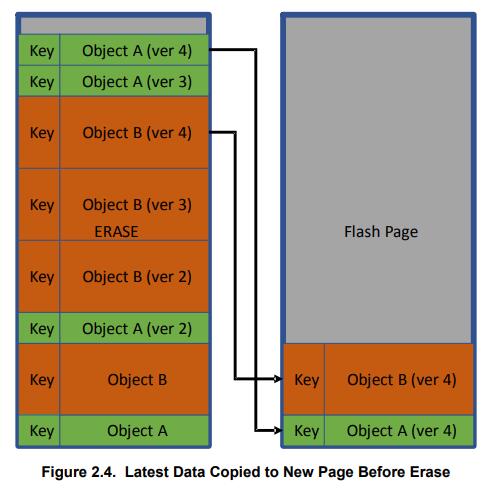 Key Object A (ver 4)
Key Object A (ver 3)
Key Object B (ver 4)
Key Object B (ver 3)
ERASE
Key Object B (ver 2)
Key Object A (ver 2)
Key Object B
Key Object A
Flash Page
Key Object B (ver 4)
Key Object A (ver 4)
Figure 2.4. Latest Data Copied to New Page Before Erase